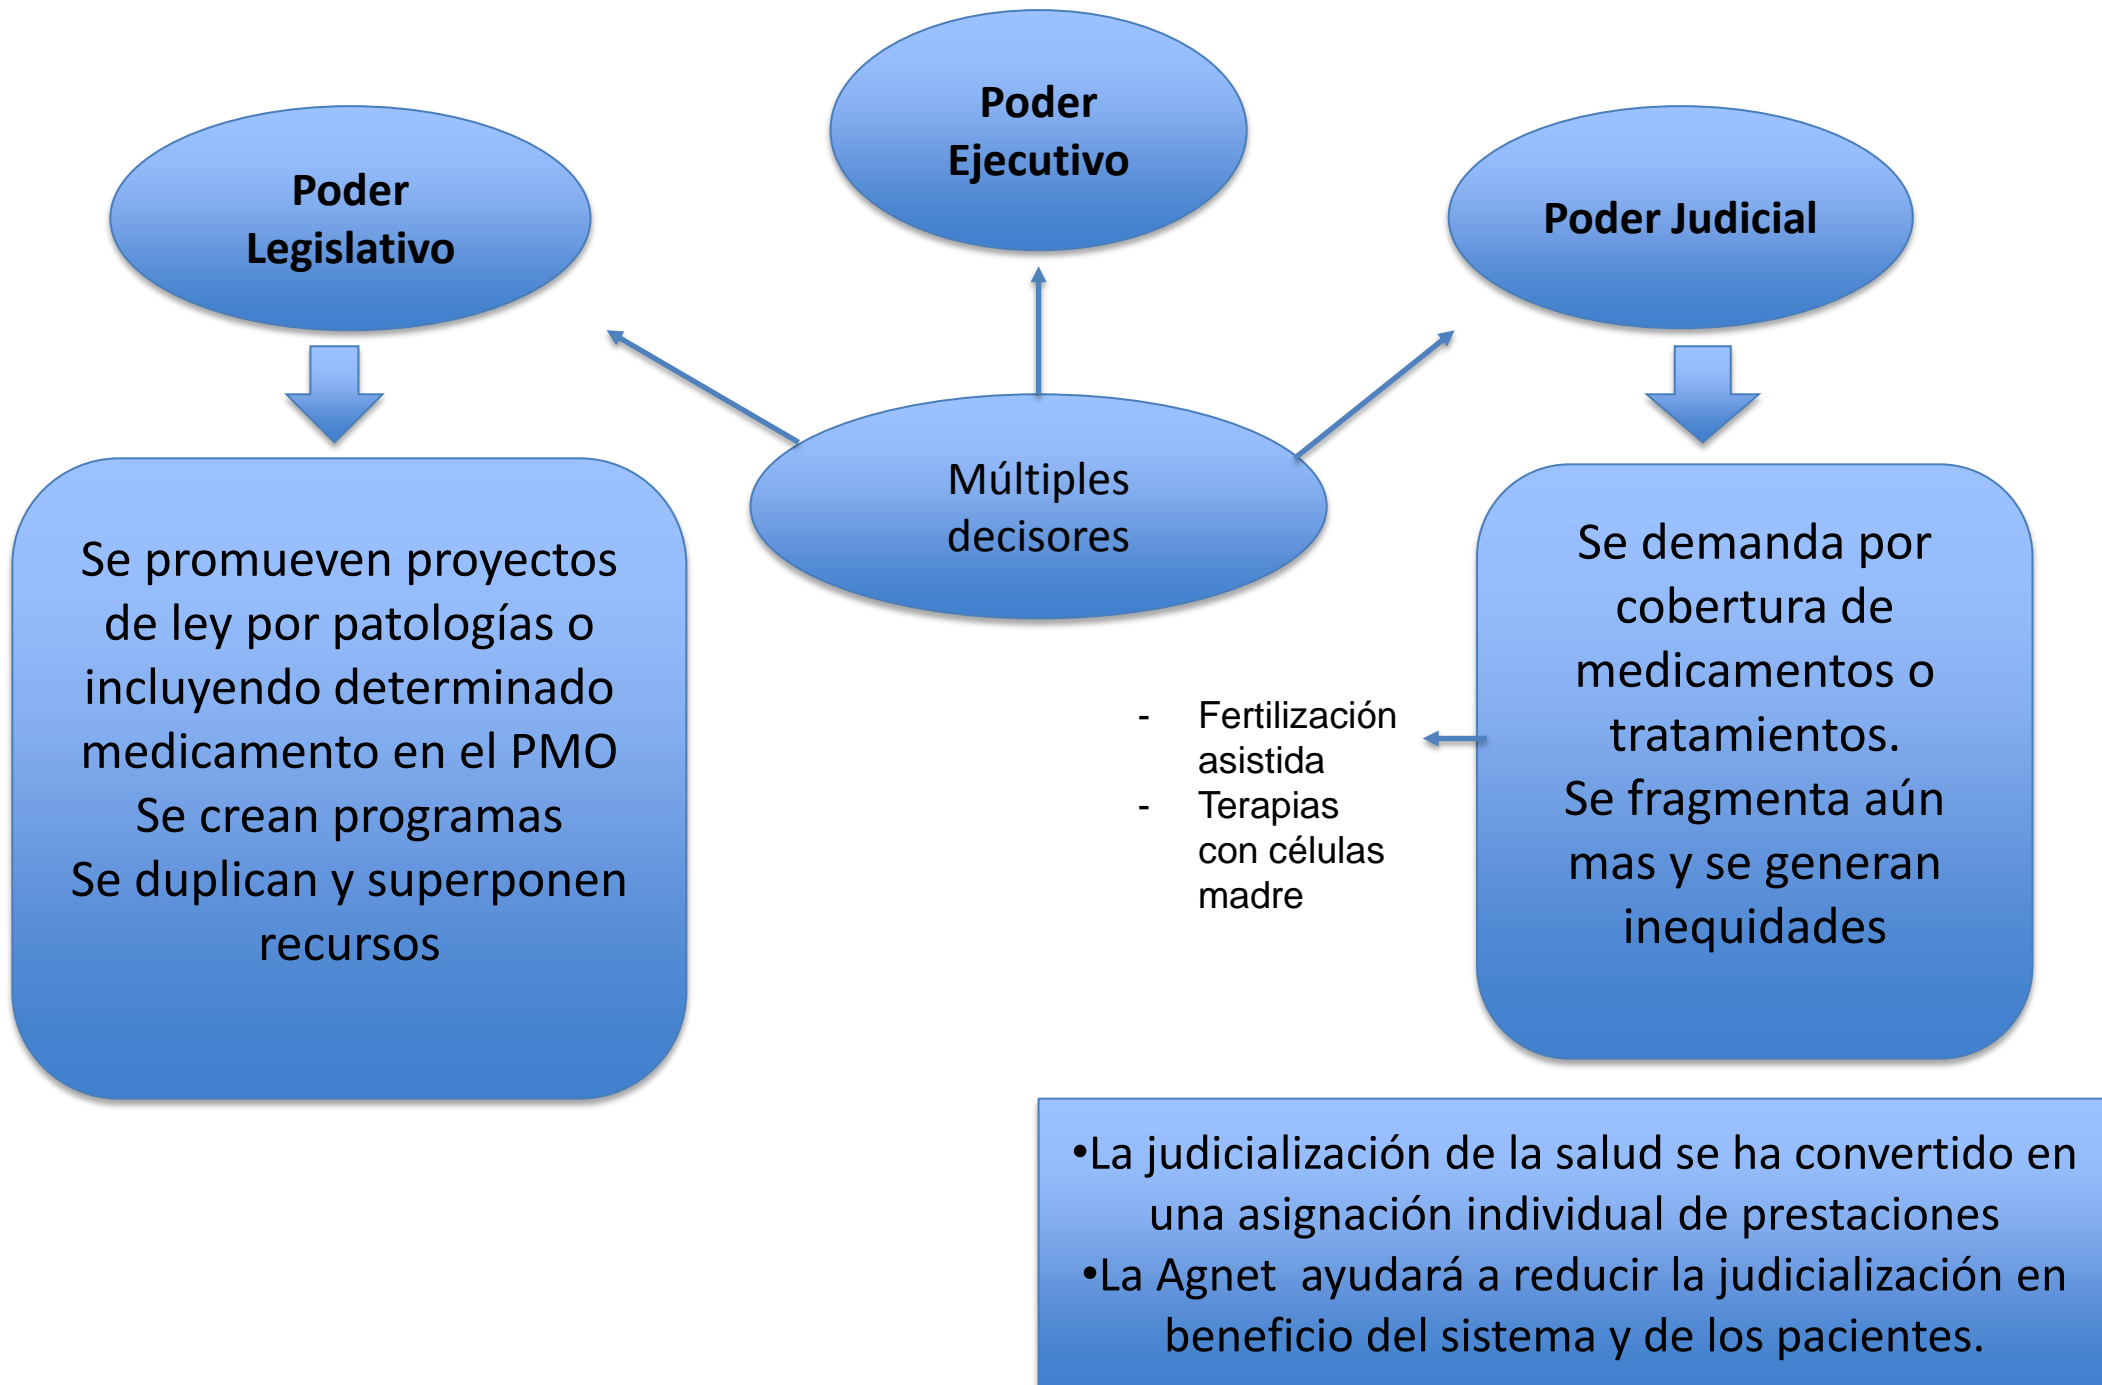 Poder
Ejecutivo
Poder
Legislativo
Poder Judicial
Múltiples
decisores
Se promueven proyectos
de ley por patologías o
incluyendo determinado
medicamento en el PMO
Se crean programas
Se duplican y superponen
recursos
Se demanda por
cobertura de
medicamentos o
tratamientos.
Se fragmenta aún
mas y se generan
inequidades
- Fertilización
asistida
- Terapias
con células
madre
•La judicialización de la salud se ha convertido en
una asignación individual de prestaciones
•La Agnet  ayudará a reducir la judicialización en
beneficio del sistema y de los pacientes.